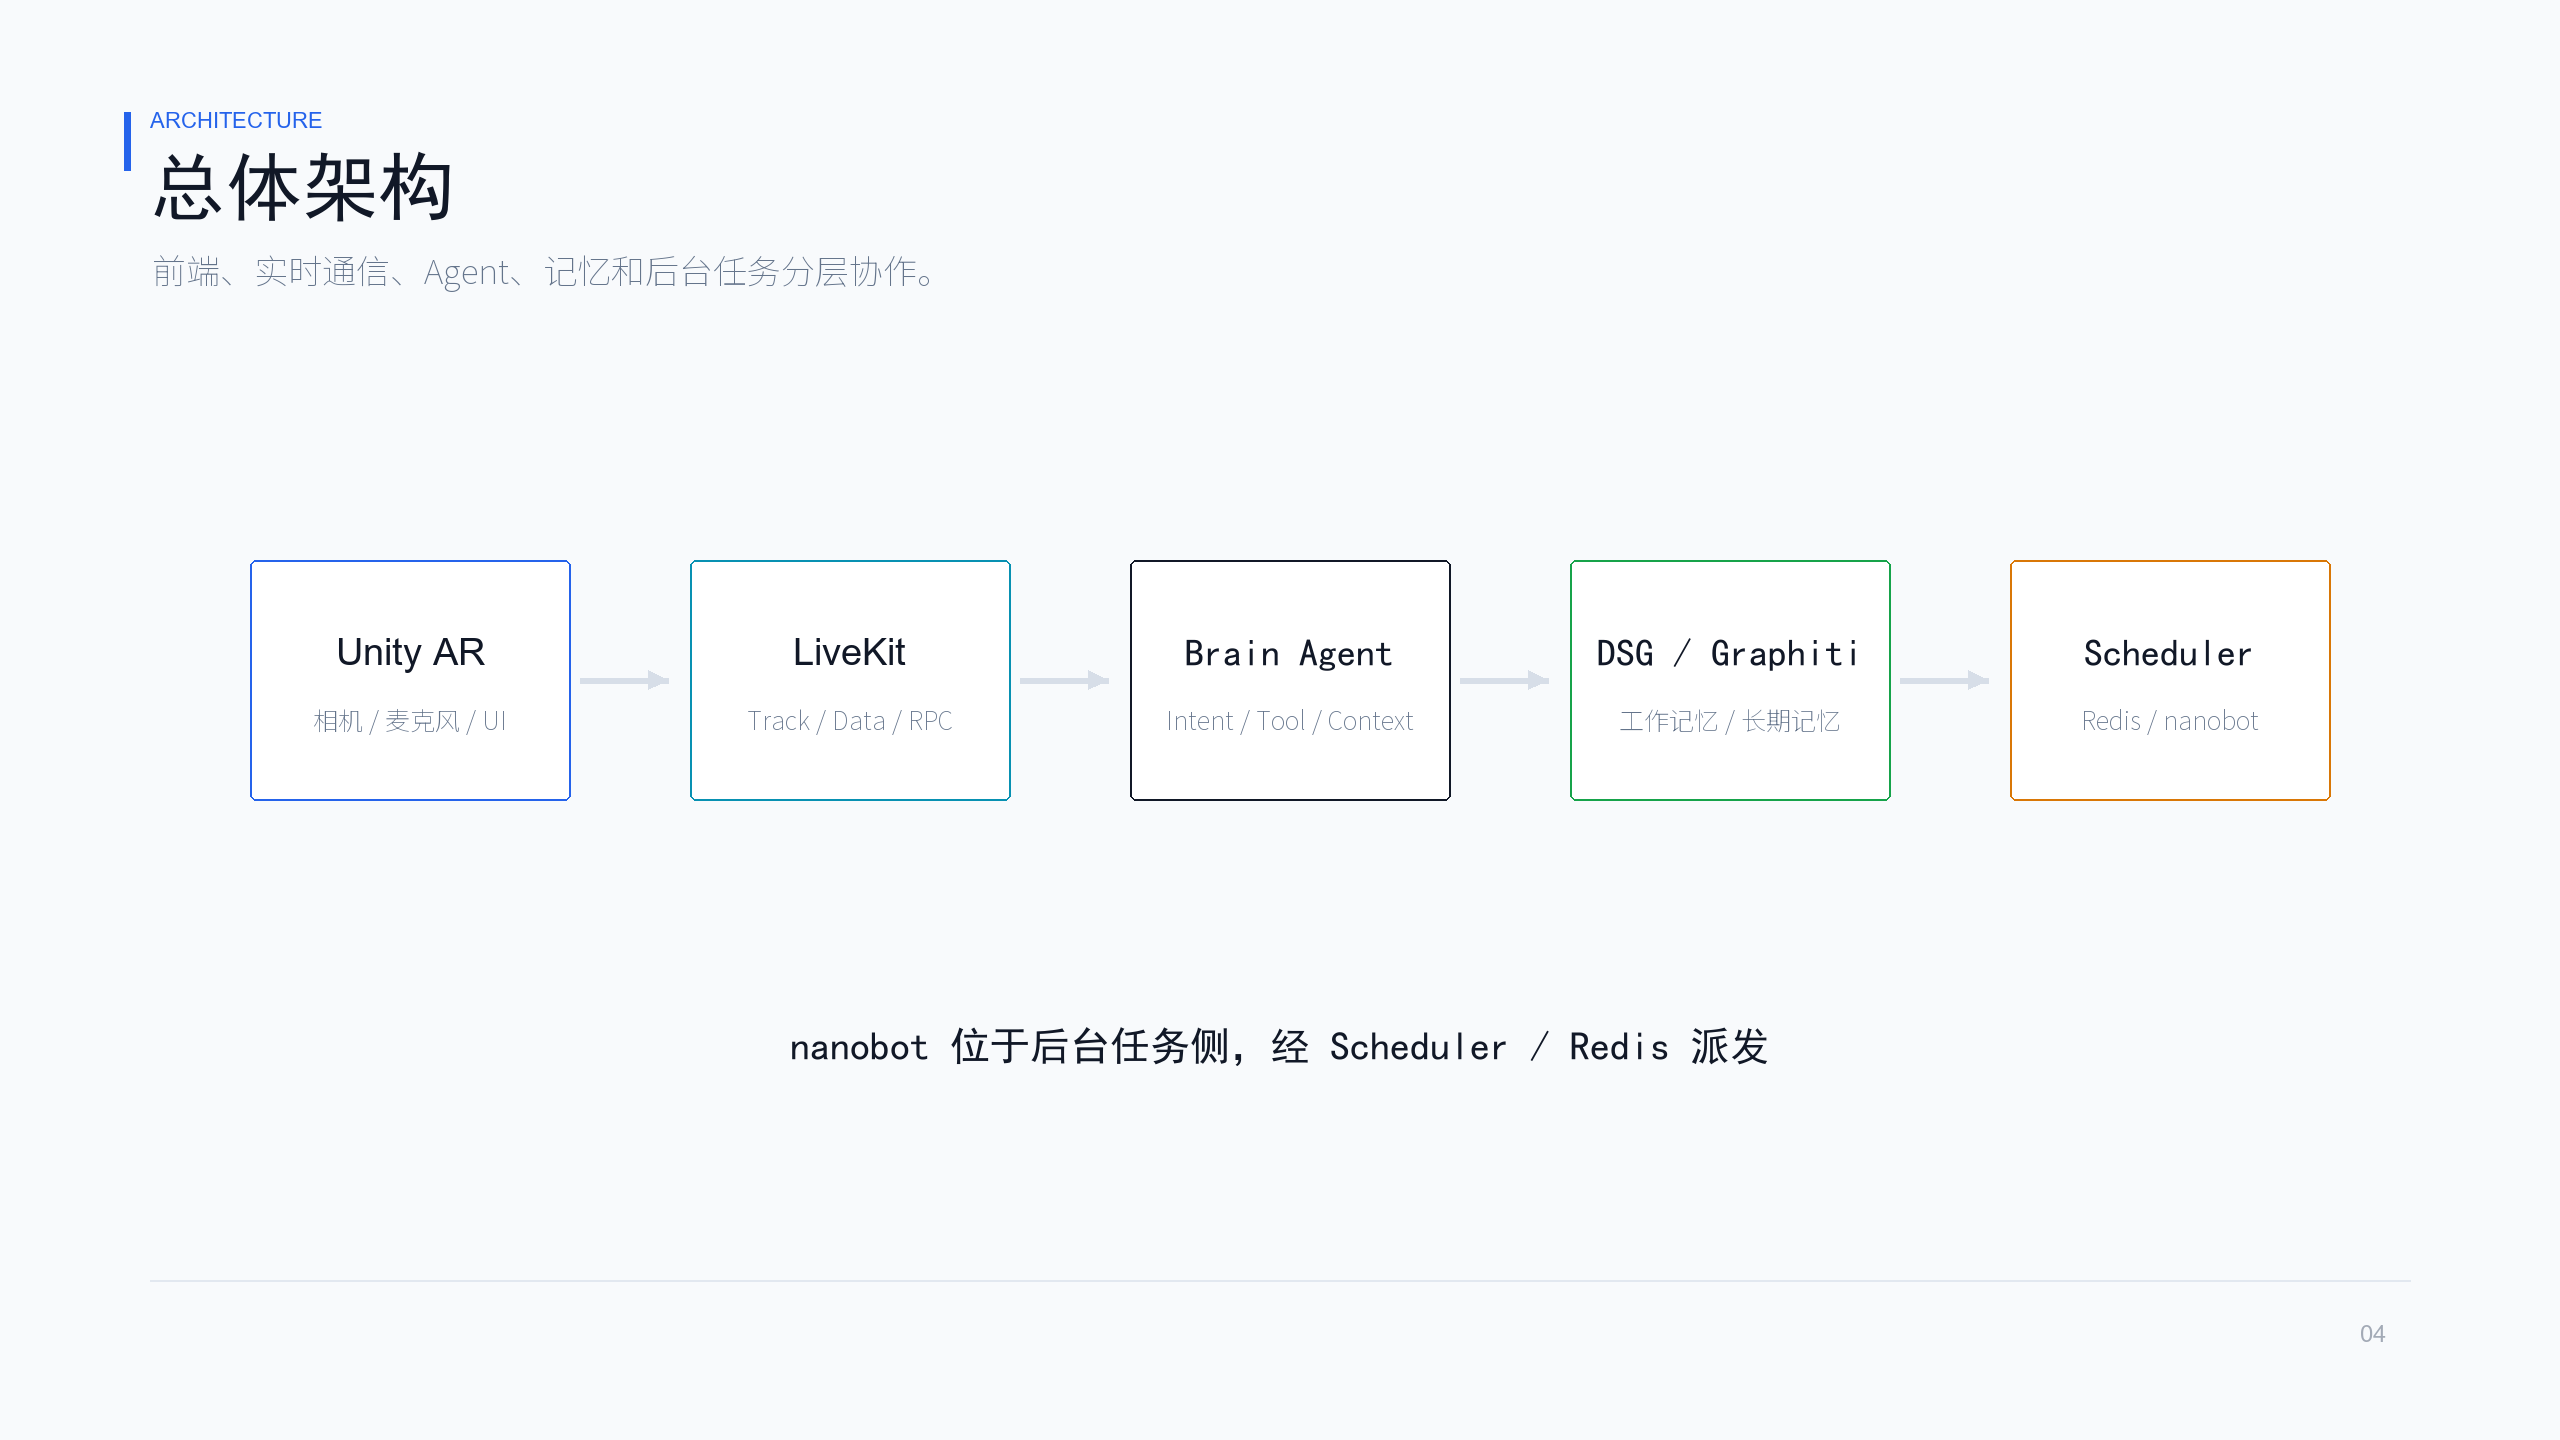 ARCHITECTURE
总体架构
前端、实时通信、Agent、记忆和后台任务分层协作。
Unity AR
相机 / 麦克风 / UI
LiveKit
Track / Data / RPC
Brain Agent
Intent / Tool / Context
DSG / Graphiti
工作记忆 / 长期记忆
Scheduler
Redis / nanobot
nanobot 位于后台任务侧，经 Scheduler / Redis 派发
04